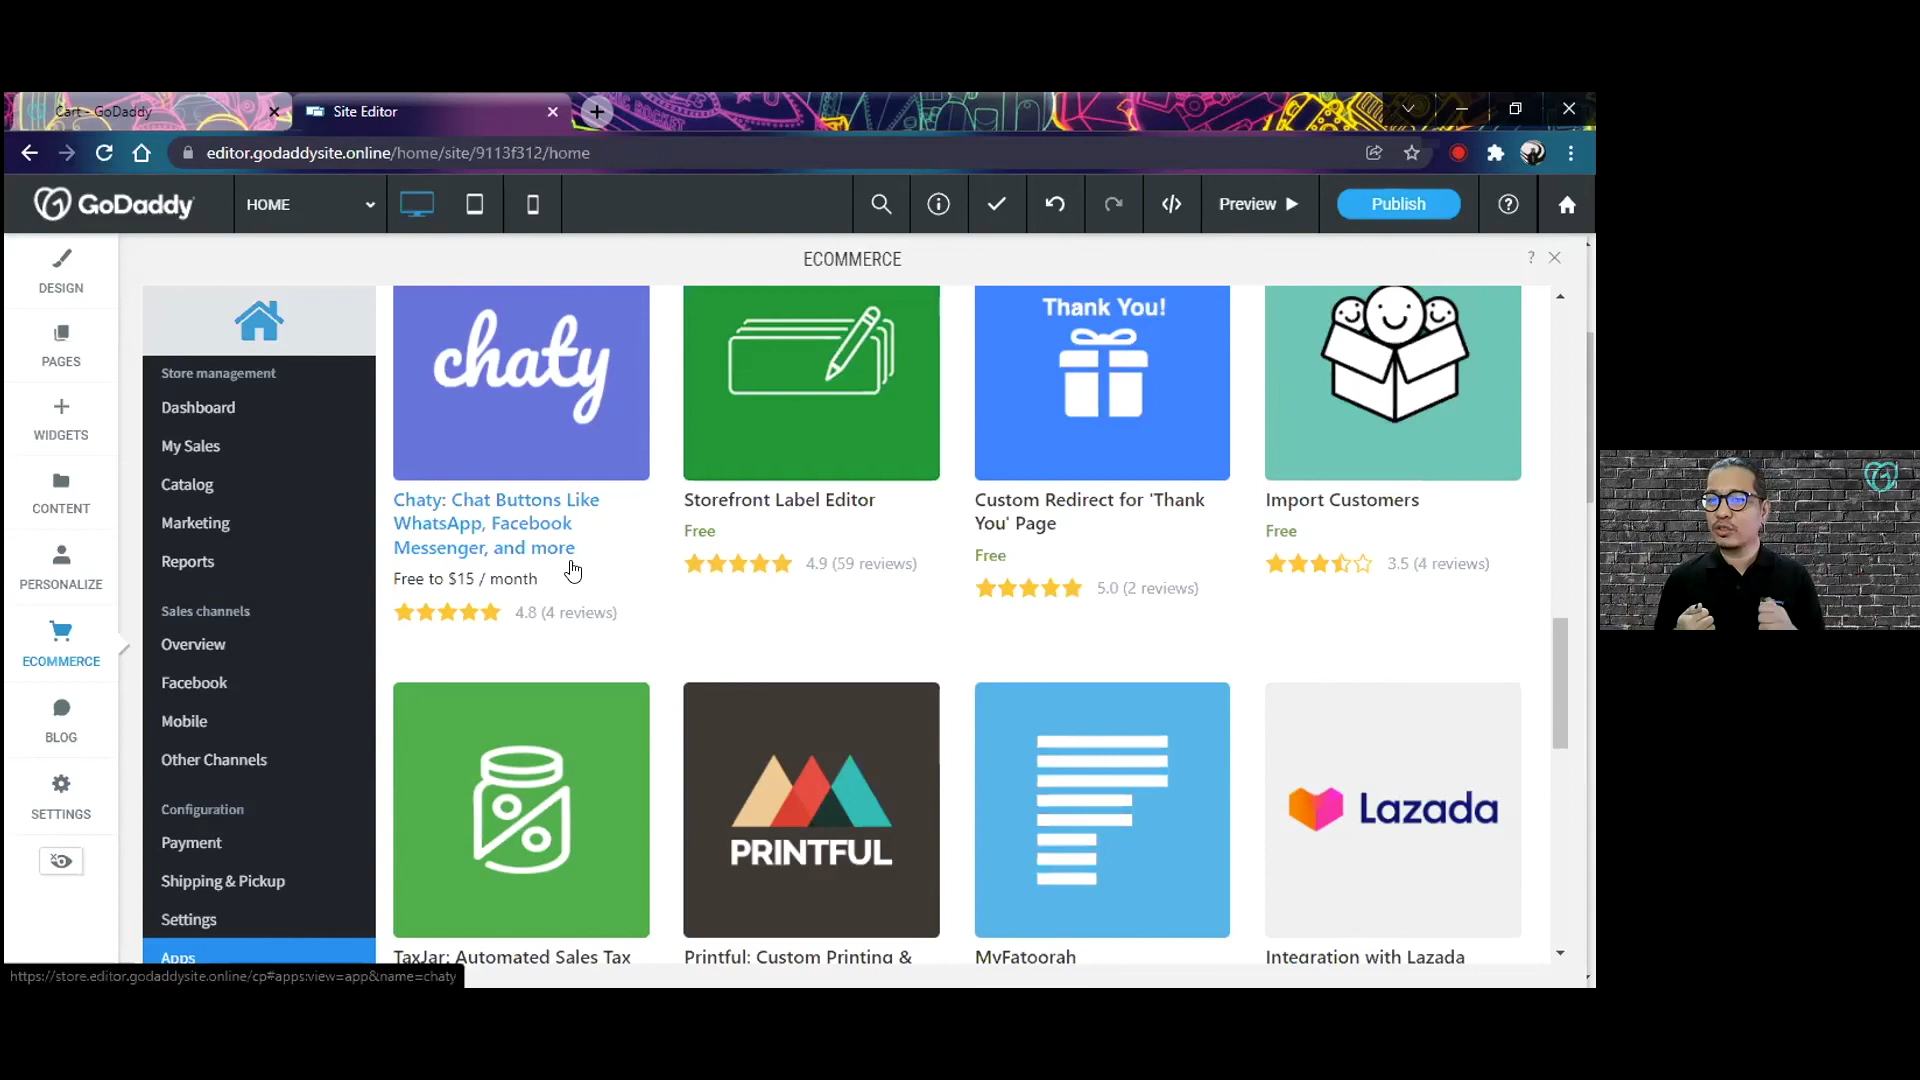 Cart - GoDaddy
Site Editor
editor.godaddysite.online/home/site/9113f312/home
GoDaddy
HOME
Preview
Publish
ECOMMERCE
DESIGN
PAGES
WIDGETS
CONTENT
PERSONALIZE
ECOMMERCE
BLOG
SETTINGS
Store management
Dashboard
My Sales
Catalog
Marketing
Reports
Sales channels
Overview
Facebook
Mobile
Other Channels
Configuration
Payment
Shipping & Pickup
Settings
Apps
chaty
Chaty: Chat Buttons Like
WhatsApp, Facebook
Messenger, and more
Free to $15 / month
4.8 (4 reviews)
Storefront Label Editor
Free
4.9 (59 reviews)
Thank You!
Custom Redirect for 'Thank
You' Page
Free
5.0 (2 reviews)
Import Customers
Free
3.5 (4 reviews)
TaxJar: Automated Sales Tax
PRINTFUL
Printful: Custom Printing &
MyFatoorah
Lazada
Integration with Lazada
https://store.editor.godaddysite.online/cp#apps:view=app&name=chaty